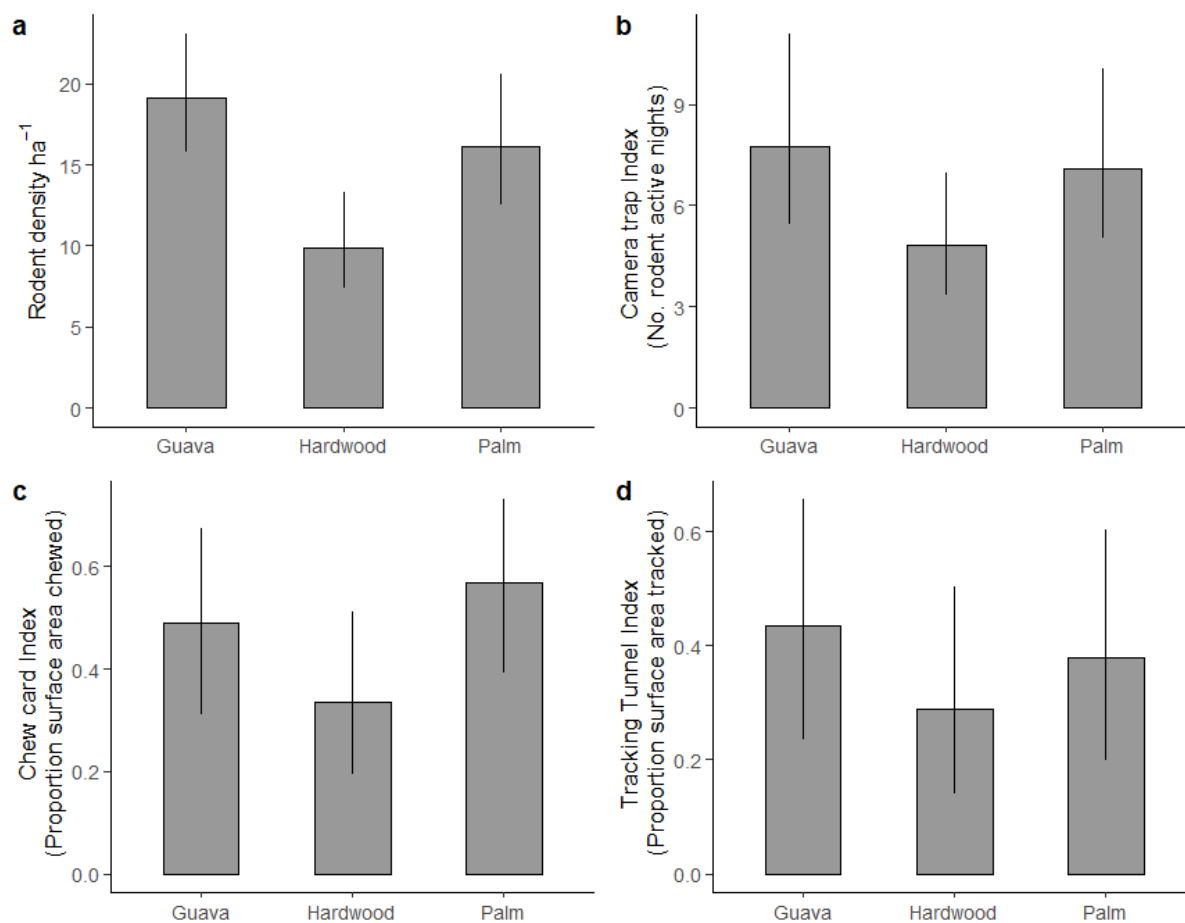 a
Rodent density ha⁻¹
20
15
10
5
0
Guava Hardwood Palm
b
Camera trap Index
(No. rodent active nights)
9
6
3
0
Guava Hardwood Palm
c
Chew card Index
(Proportion surface area chewed)
0.6
0.4
0.2
0.0
Guava Hardwood Palm
d
Tracking Tunnel Index
(Proportion surface area tracked)
0.6
0.4
0.2
0.0
Guava Hardwood Palm